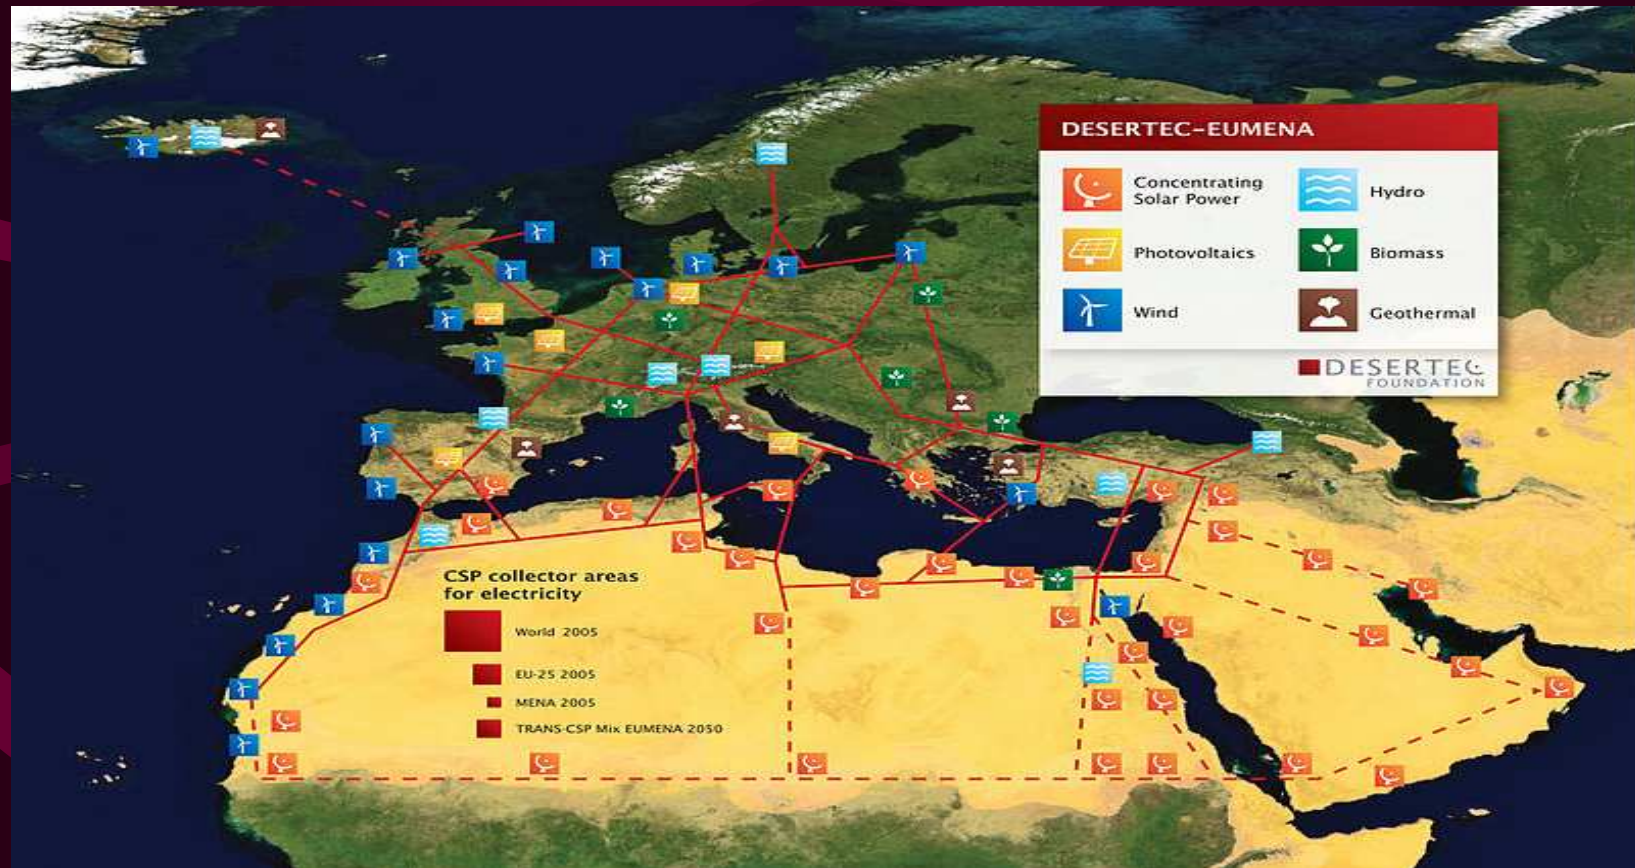 DESERTEC-EUMENA
Concentrating
Solar Power
Hydro
Photovoltaics
Biomass
Wind
Geothermal
DESERTEC
FOUNDATION
CSP collector areas
for electricity
World 2005
EU-25 2005
MENA 2005
TRANS-CSP Mix EUMENA 2050